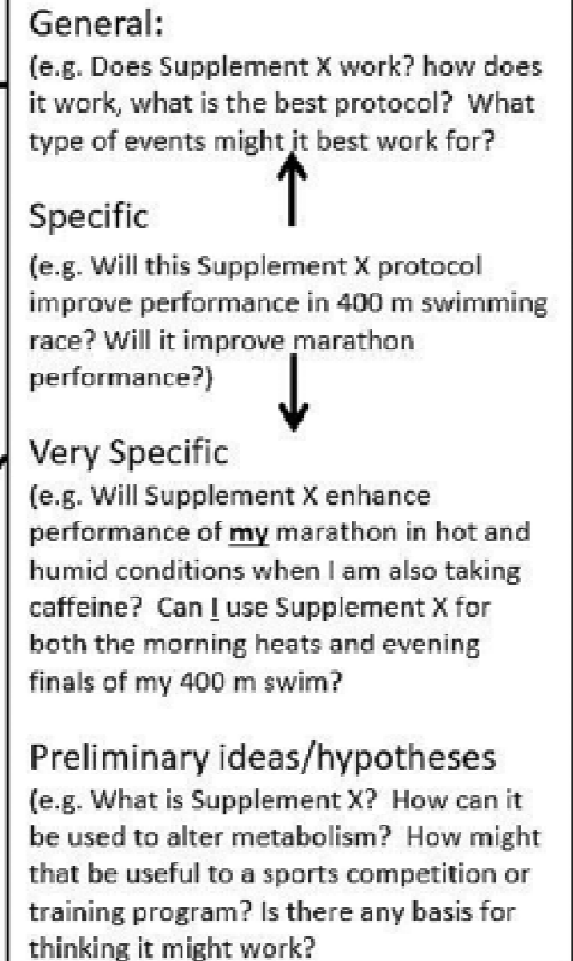 General:
(e.g. Does Supplement X work? how does
it work, what is the best protocol?  What
type of events might it best work for?
Specific
(e.g. Will this Supplement X protocol
improve performance in 400 m swimming
race? Will it improve marathon
performance?)
Very Specific
(e.g. Will Supplement X enhance
performance of my marathon in hot and
humid conditions when I am also taking
caffeine?  Can I use Supplement X for
both the morning heats and evening
finals of my 400 m swim?
Preliminary ideas/hypotheses
(e.g. What is Supplement X?  How can it
be used to alter metabolism?  How might
that be useful to a sports competition or
training program? Is there any basis for
thinking it might work?